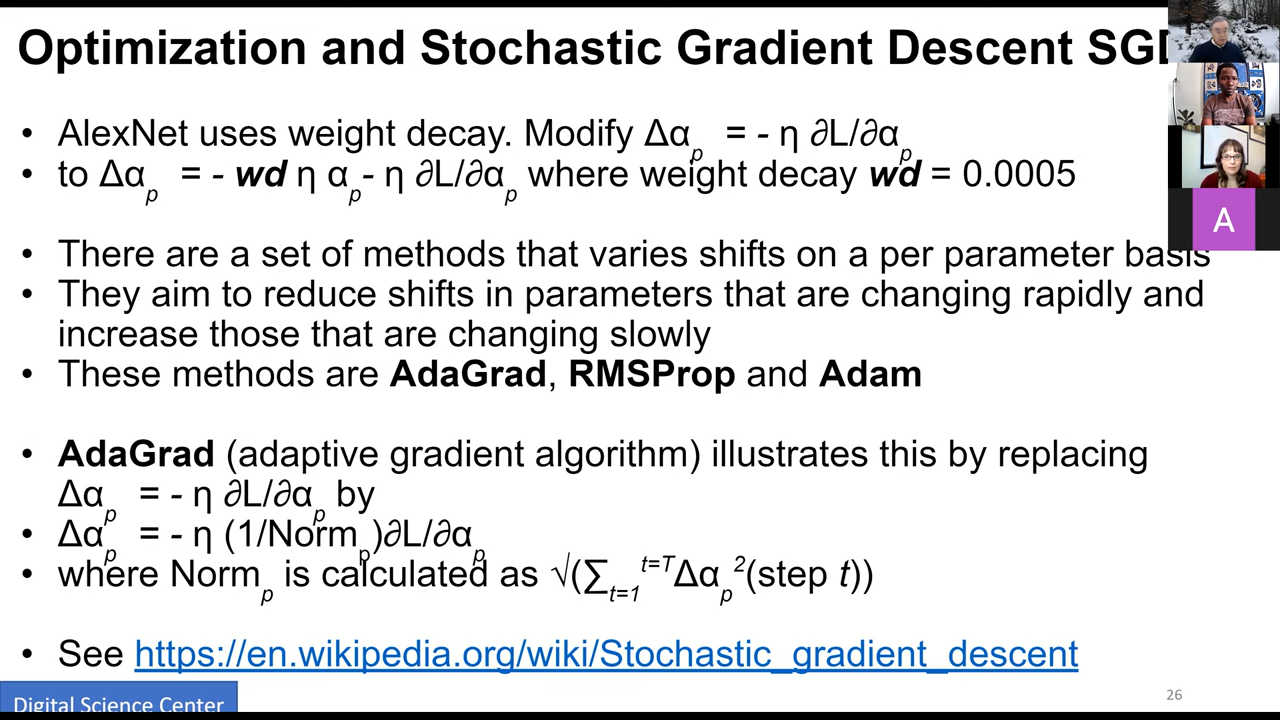 Optimization and Stochastic Gradient Descent SGD
A
• AlexNet uses weight decay. Modify Δαp = - η ∂L/∂αp
• to Δαp = - wd η αp- η ∂L/∂αp where weight decay wd = 0.0005
• There are a set of methods that varies shifts on a per parameter basis
• They aim to reduce shifts in parameters that are changing rapidly and
increase those that are changing slowly
• These methods are AdaGrad, RMSProp and Adam
• AdaGrad (adaptive gradient algorithm) illustrates this by replacing
Δαp = - η ∂L/∂αp by
• Δαp = - η (1/Normp)∂L/∂αp
• where Normp is calculated as √(∑t=1t=TΔαp2(step t))
• See https://en.wikipedia.org/wiki/Stochastic_gradient_descent
Digital Science Center
26